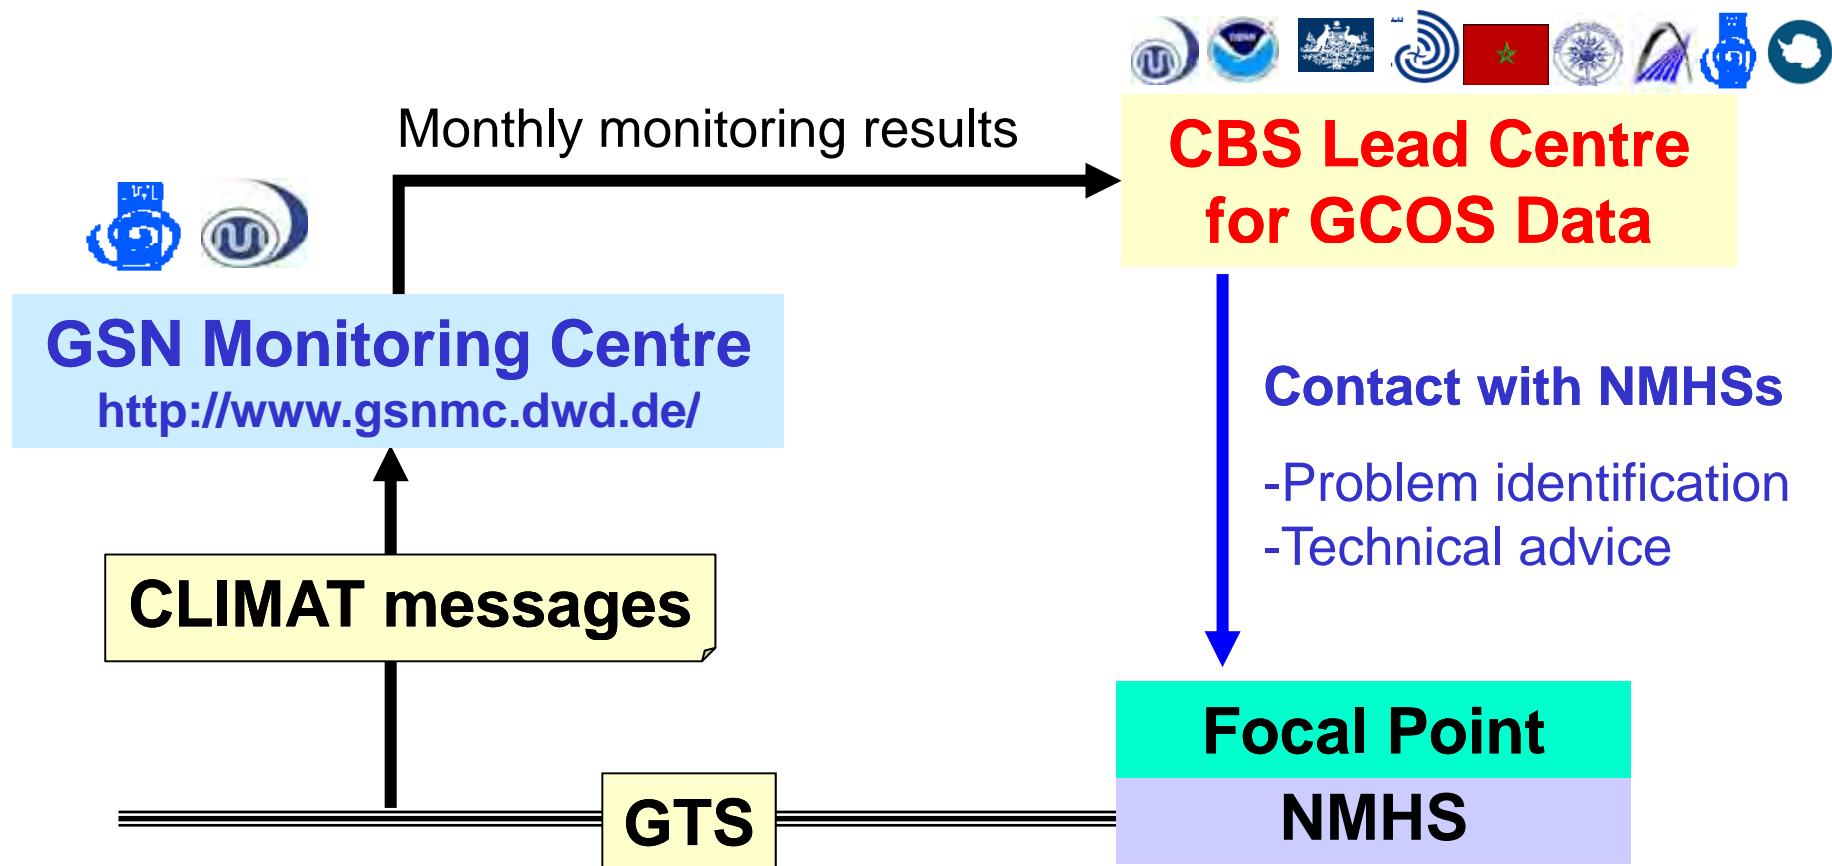 Monthly monitoring results
CBS Lead Centre
for GCOS Data
GSN Monitoring Centre
http://www.gsnmc.dwd.de/
Contact with NMHSs
-Problem identification
-Technical advice
CLIMAT messages
Focal Point
NMHS
GTS